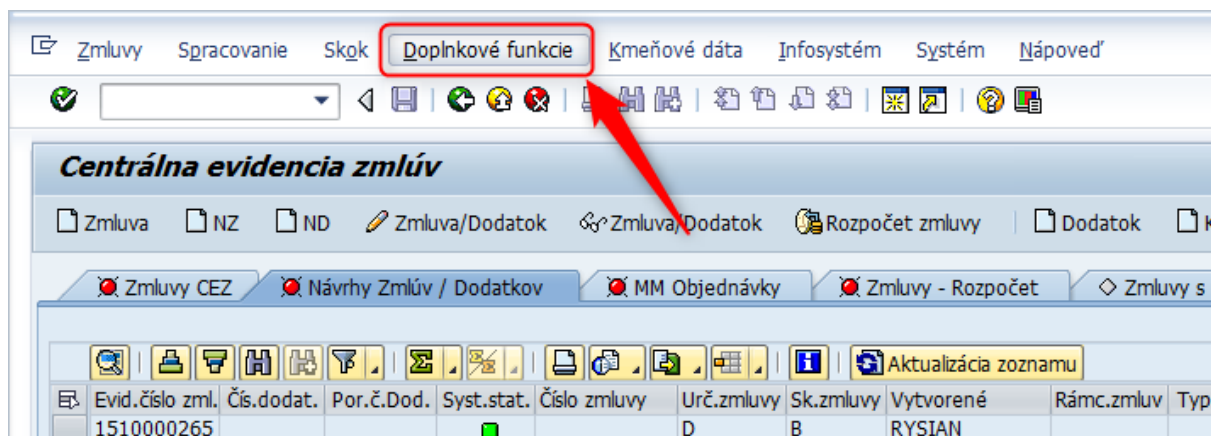 Zmluvy Spracovanie Skok Doplnkové funkcie Kmeňové dáta Infosystém Systém Nápoveď
Centrálna evidencia zmlúv
Zmluva NZ ND Zmluva/Dodatok Zmluva/Dodatok Rozpočet zmluvy Dodatok K
Zmluvy CEZ Návrhy Zmlúv / Dodatkov MM Objednávky Zmluvy - Rozpočet Zmluvy s
Aktualizácia zoznamu
Evid.číslo zml. Čís.dodat. Por.č.Dod. Syst.stat. Číslo zmluvy Urč.zmluvy Sk.zmluvy Vytvorené Rámc.zmluv Typ
1510000265 D B RYSIAN